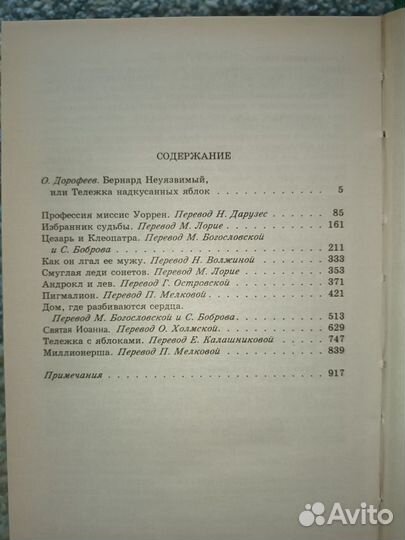 СОДЕРЖАНИЕ
О. Дорофеев. Бернард Неуязвимый,
или Тележка надкусанных яблок . . . . . . . . . . . 5
Профессия миссис Уоррен. Перевод Н. Дарузес . . . 85
Избранник судьбы. Перевод М. Лорие . . . . . . . . 161
Цезарь и Клеопатра. Перевод М. Богословской
и С. Боброва . . . . . . . . . . . . . . . . . . . . 211
Как он лгал ее мужу. Перевод Н. Волжиной . . . . 333
Смуглая леди сонетов. Перевод М. Лорие . . . . . . 353
Андрокл и лев. Перевод Г. Островской . . . . . . . 371
Пигмалион. Перевод П. Мелковой . . . . . . . . . . 421
Дом, где разбиваются сердца.
Перевод М. Богословской и С. Боброва . . . . . . . 513
Святая Иоанна. Перевод О. Холмской . . . . . . . . 629
Тележка с яблоками. Перевод Е. Калашниковой . . . 747
Миллионерша. Перевод П. Мелковой . . . . . . . . . 839
Примечания . . . . . . . . . . . . . . . . . . . . . 917
Avito